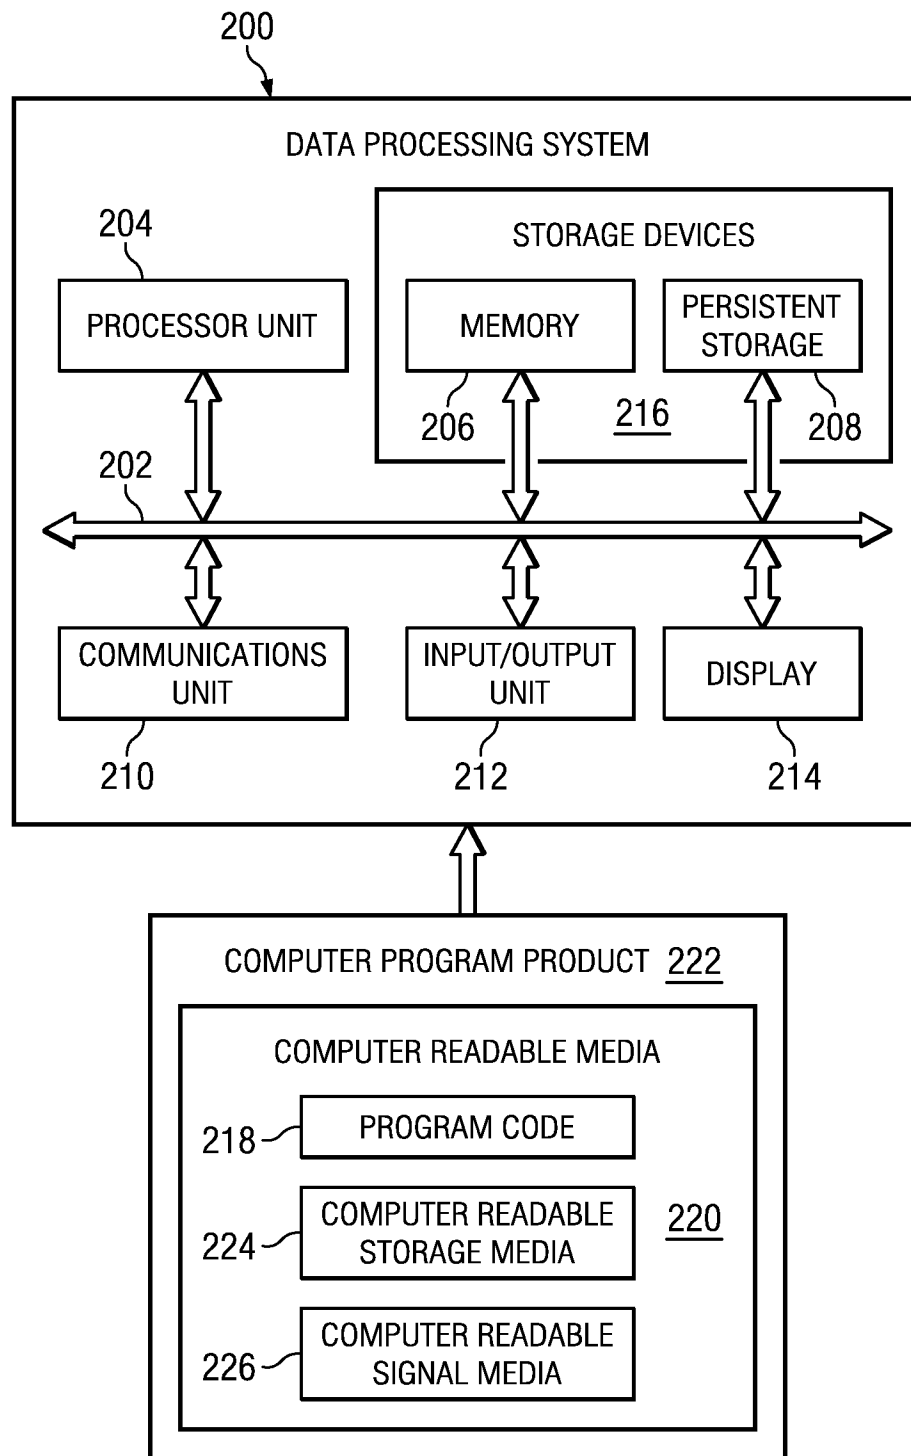 200
DATA PROCESSING SYSTEM
204
STORAGE DEVICES
PROCESSOR UNIT
MEMORY
PERSISTENT
STORAGE
206
216
208
202
COMMUNICATIONS
UNIT
INPUT/OUTPUT
UNIT
DISPLAY
210
212
214
COMPUTER PROGRAM PRODUCT 222
COMPUTER READABLE MEDIA
218
PROGRAM CODE
224
COMPUTER READABLE
STORAGE MEDIA
220
226
COMPUTER READABLE
SIGNAL MEDIA